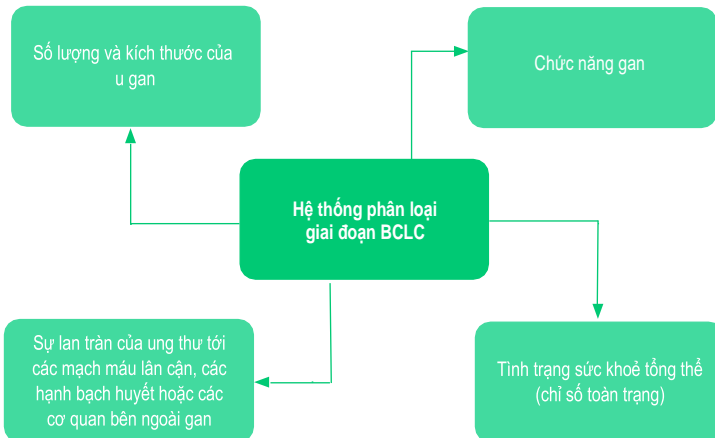 Số lượng và kích thước của
u gan
Chức năng gan
Hệ thống phân loại
giai đoạn BCLC
Sự lan tràn của ung thư tới
các mạch máu lân cận, các
hạnh bạch huyết hoặc các
cơ quan bên ngoài gan
Tình trạng sức khoẻ tổng thể
(chỉ số toàn trạng)